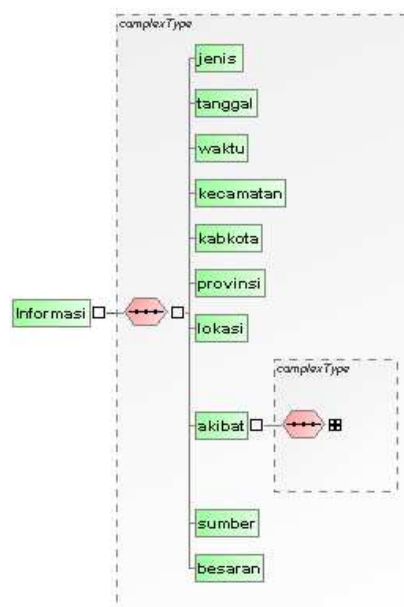 complexType
jenis
tanggal
waktu
kecamatan
kabkota
provinsi
Informasi
lokasi
complexType
akibat
sumber
besaran